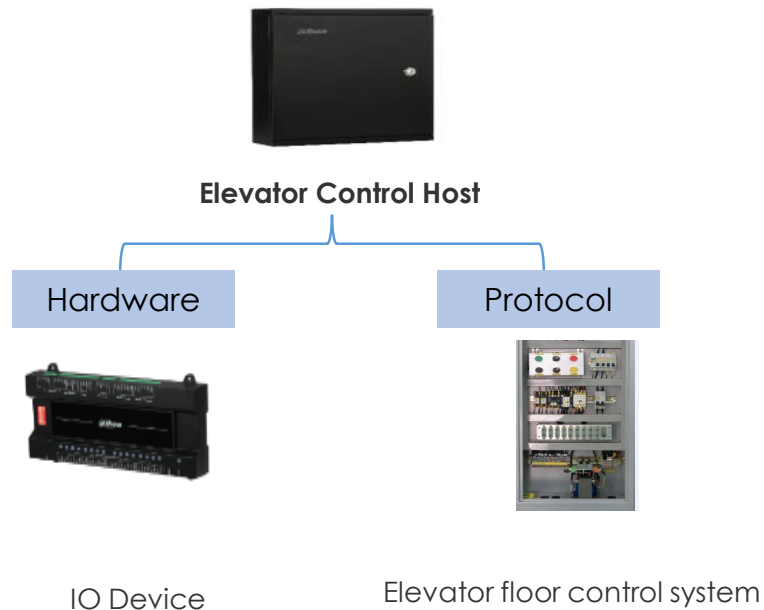 Elevator Control Host
Hardware
Protocol
IO Device
Elevator floor control system